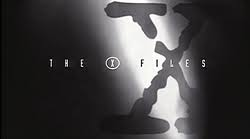 THE X FILES